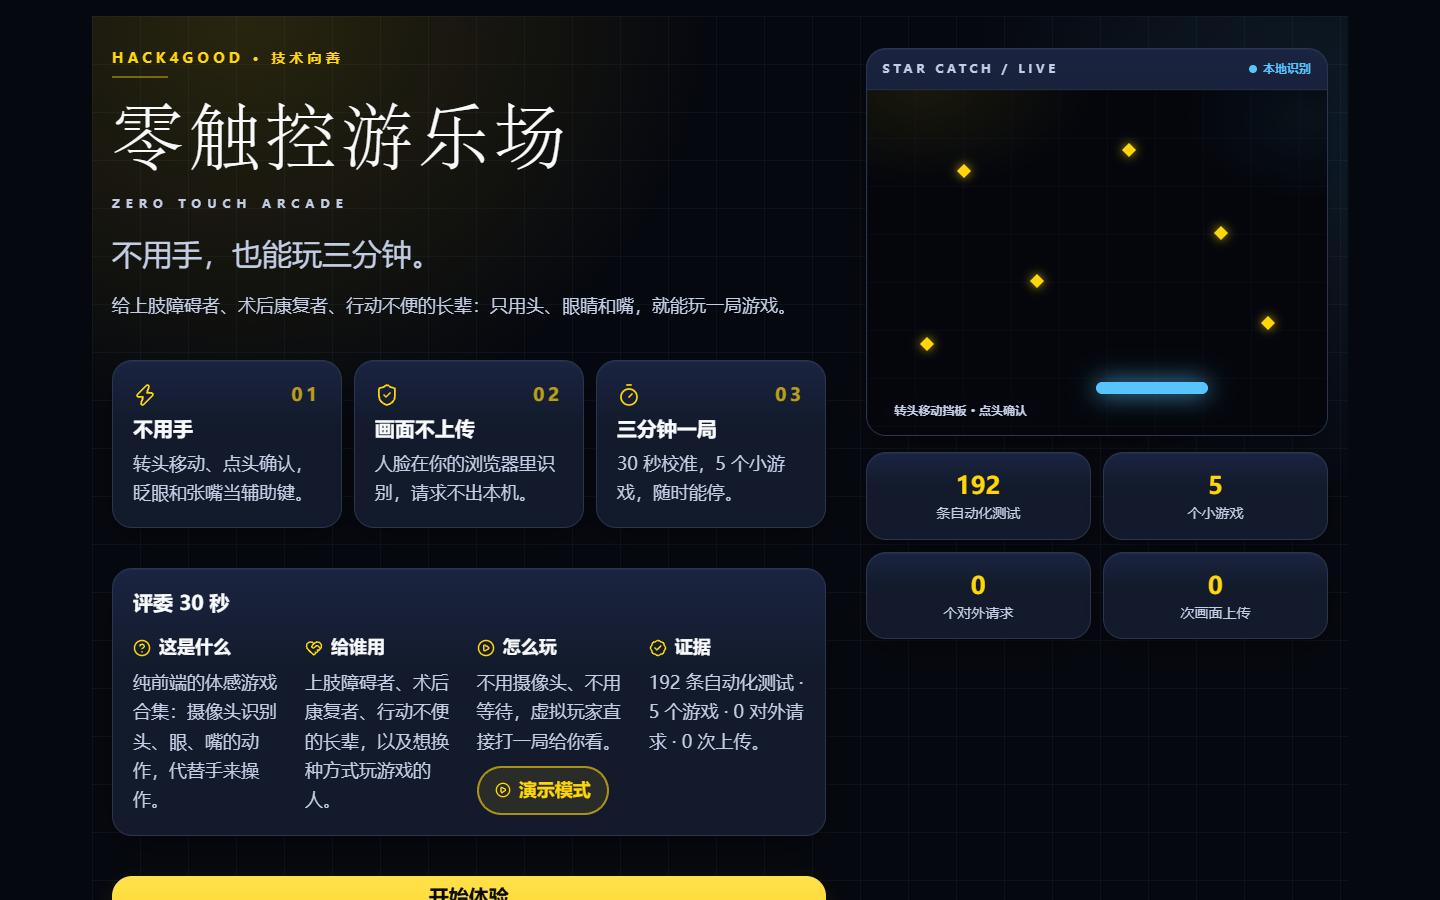 HACK4GOOD • 技术向善
零触控游乐场
ZERO TOUCH ARCADE
不用手，也能玩三分钟。
给上肢障碍者、术后康复者、行动不便的长辈：只用头、眼睛和嘴，就能玩一局游戏。
01
不用手
转头移动、点头确认，
眨眼和张嘴当辅助键。
02
画面不上传
人脸在你的浏览器里识
别，请求不出本机。
03
三分钟一局
30 秒校准，5 个小游
戏，随时能停。
评委 30 秒
这是什么
纯前端的体感游戏
合集：摄像头识别
头、眼、嘴的动
作，代替手来操
作。
给谁用
上肢障碍者、术后
康复者、行动不便
的长辈，以及想换
种方式玩游戏的
人。
怎么玩
不用摄像头、不用
等待，虚拟玩家直
接打一局给你看。
演示模式
证据
192 条自动化测试 ·
5 个游戏 · 0 对外请
求 · 0 次上传。
开始体验
STAR CATCH / LIVE
本地识别
转头移动挡板 • 点头确认
192
条自动化测试
5
个小游戏
0
个对外请求
0
次画面上传